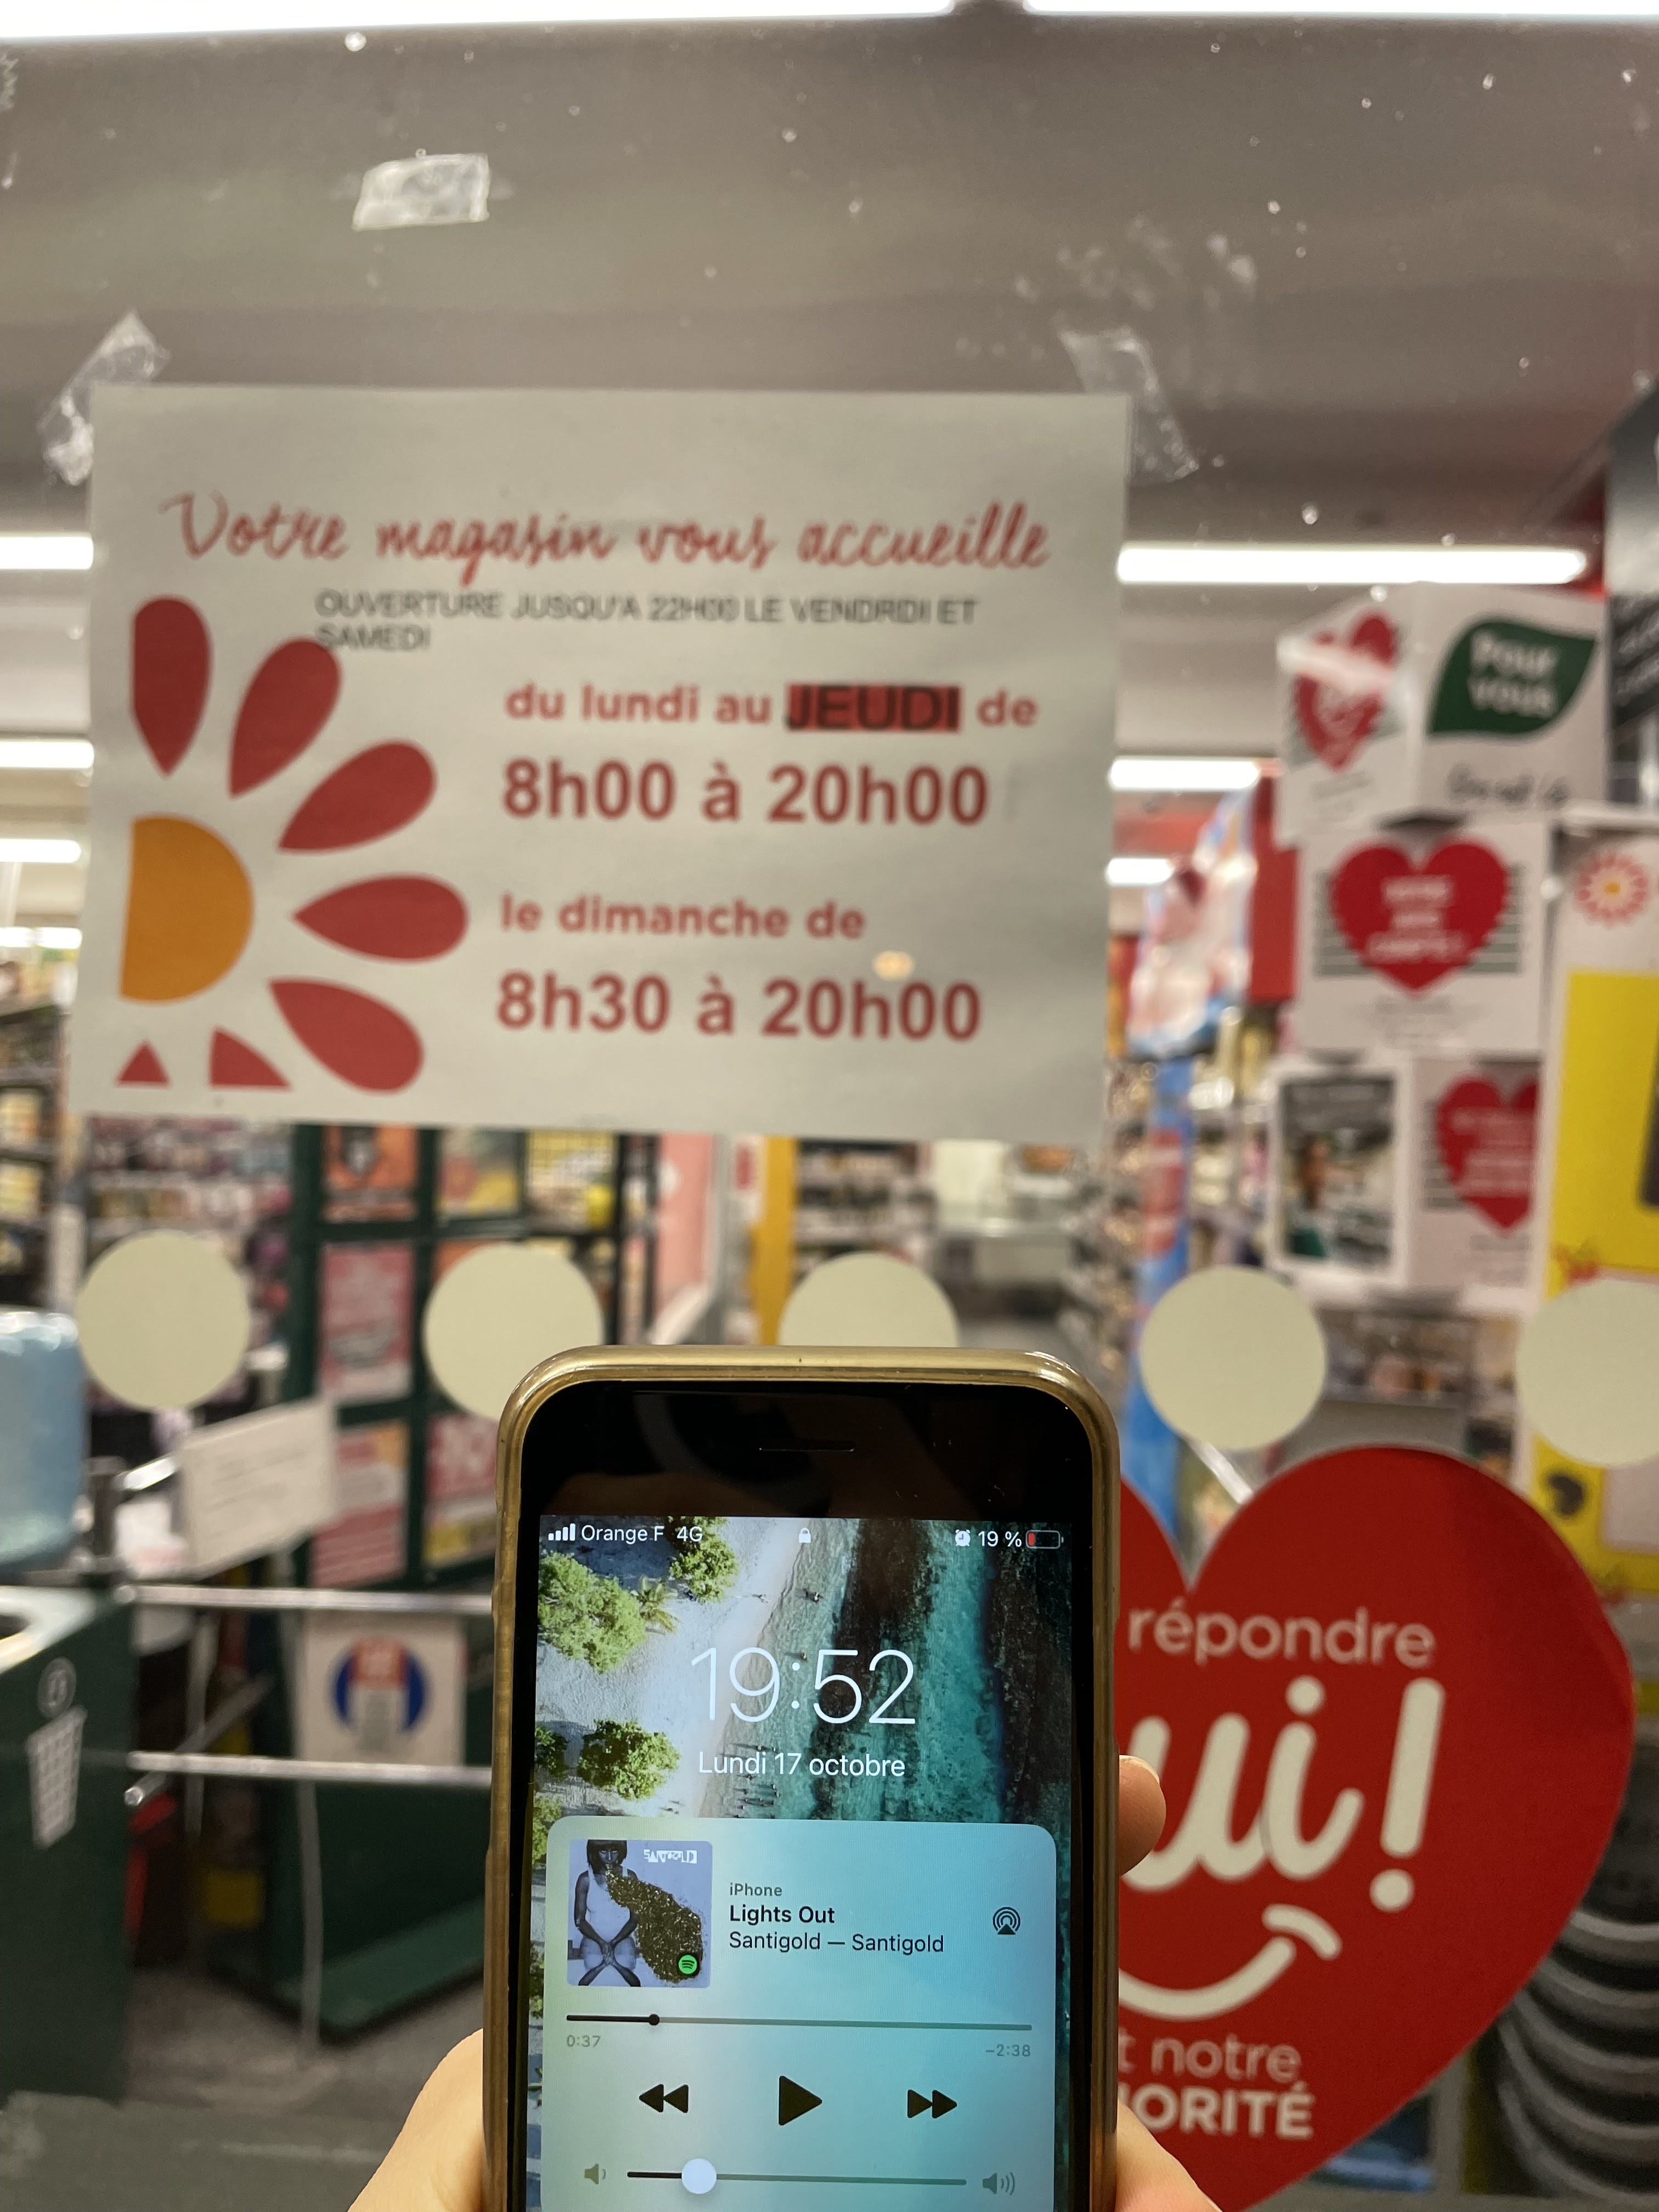 Votre magasin vous accueille
OUVERTURE JUSQU'A 22H00 LE VENDRDI ET
SAMEDI
du lundi au JEUDI de
8h00 à 20h00
le dimanche de
8h30 à 20h00
Pour
vous
Orange F 4G
19 %
19:52
Lundi 17 octobre
SANTIGOLD
iPhone
Lights Out
Santigold — Santigold
0:37
−2:38
répondre
ui!
t notre
ORITÉ